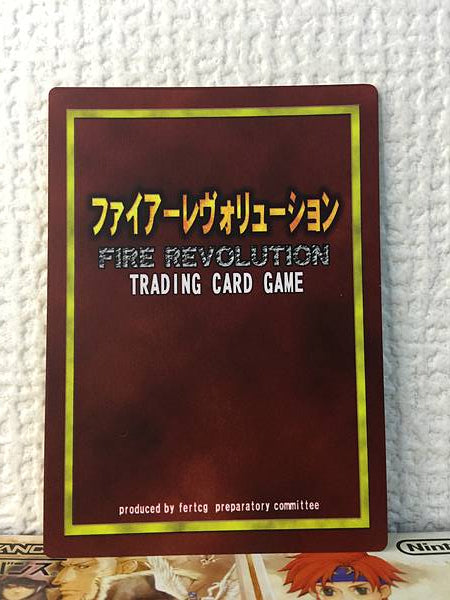 ファイアーレヴォリューション
FIRE REVOLUTION
TRADING CARD GAME
produced by fertcg preparatory committee